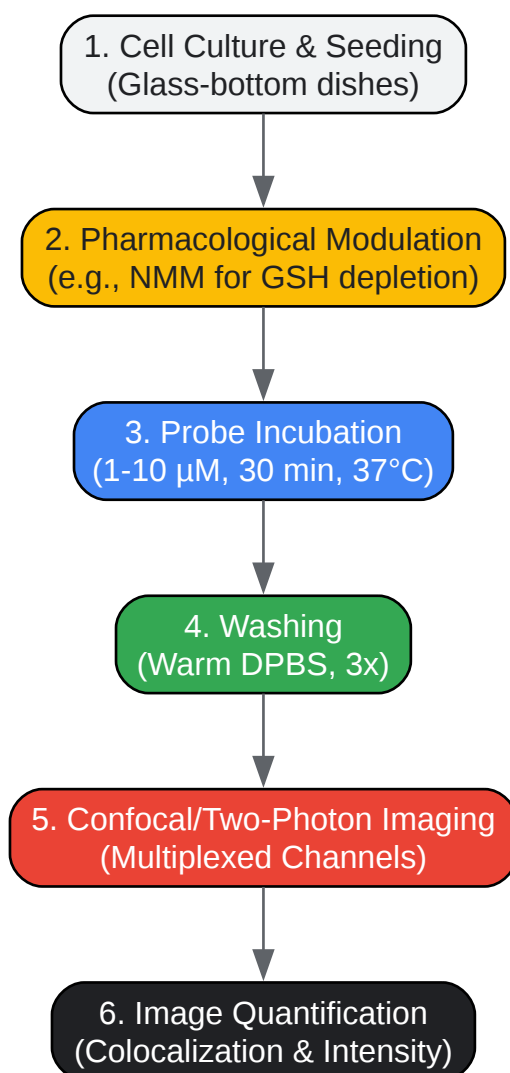 1. Cell Culture & Seeding
(Glass-bottom dishes)
2. Pharmacological Modulation
(e.g., NMM for GSH depletion)
3. Probe Incubation
(1-10 µM, 30 min, 37°C)
4. Washing
(Warm DPBS, 3x)
5. Confocal/Two-Photon Imaging
(Multiplexed Channels)
6. Image Quantification
(Colocalization & Intensity)